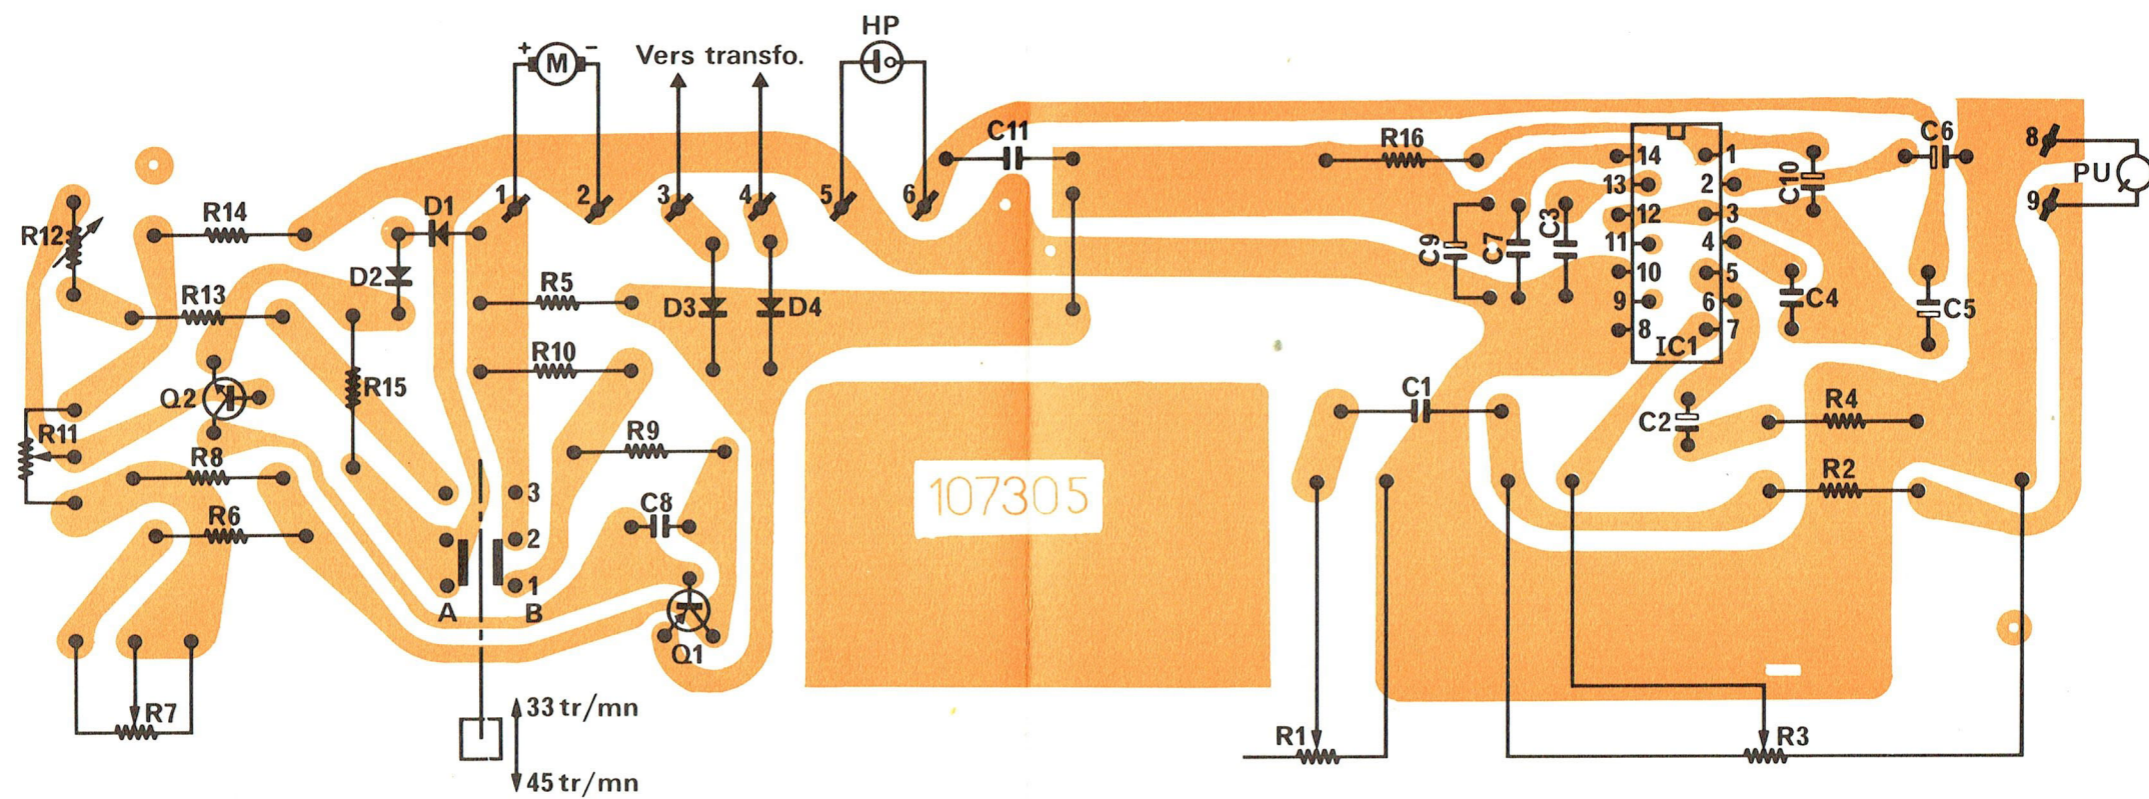 HP
+ M -
Vers transfo.
C11
R16
C6
8
PU
9
14
1
13
2
12
3
11
4
10
5
9
6
8
7
IC1
C10
C9
C7
C3
C4
C5
R12
R14
D1
1
2
3
4
5
6
D2
R13
R5
D3
D4
R10
R15
Q2
R11
R8
R9
R6
C8
3
2
1
A
B
Q1
107305
C1
C2
R4
R2
R7
33 tr/mn
45 tr/mn
R1
R3